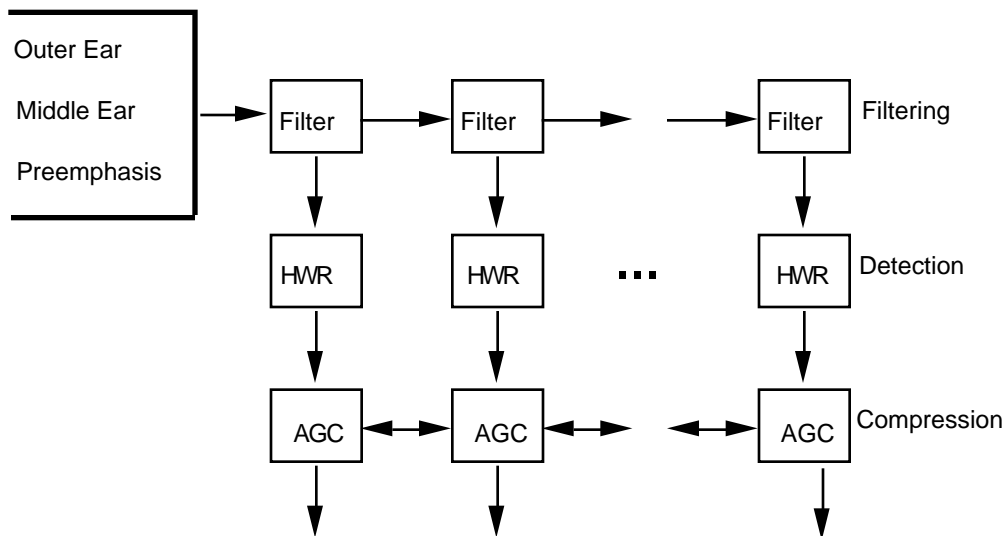 Outer Ear
Middle Ear
Preemphasis
Filter
Filter
Filter
Filtering
HWR
HWR
HWR
Detection
AGC
AGC
AGC
Compression